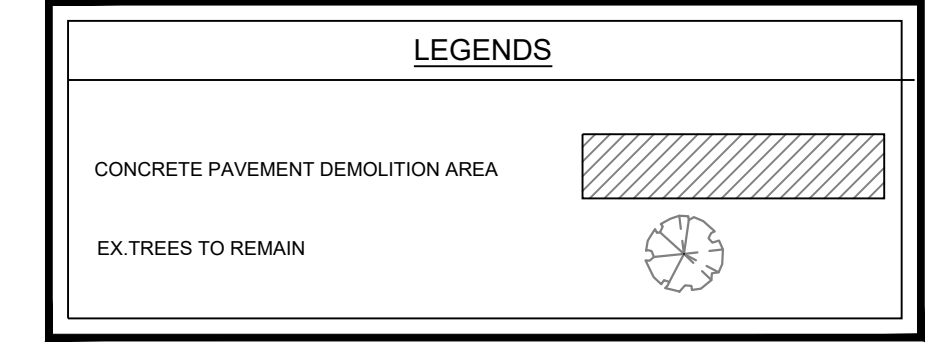 LEGENDS
CONCRETE PAVEMENT DEMOLITION AREA
EX.TREES TO REMAIN